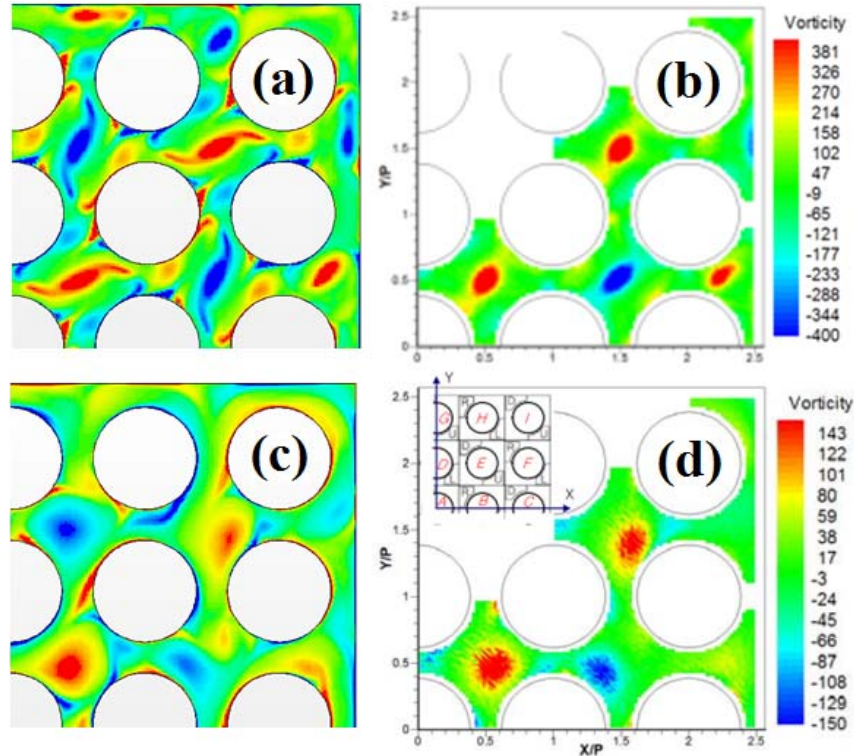 (a)
(b)
2.5
2
1.5
1
0.5
0
Y/P
0
0.5
1
1.5
2
2.5
Vorticity
381
326
270
214
158
102
47
-9
-65
-121
-177
-233
-288
-344
-400
(c)
(d)
2.5
2
1.5
1
0.5
0
Y/P
0
0.5
1
1.5
2
2.5
X/P
Y
X
R
D
G
H
I
U
L
U
D
R
D
E
F
U
L
R
D
A
B
C
Vorticity
143
122
101
80
59
38
17
-3
-24
-45
-66
-87
-108
-129
-150